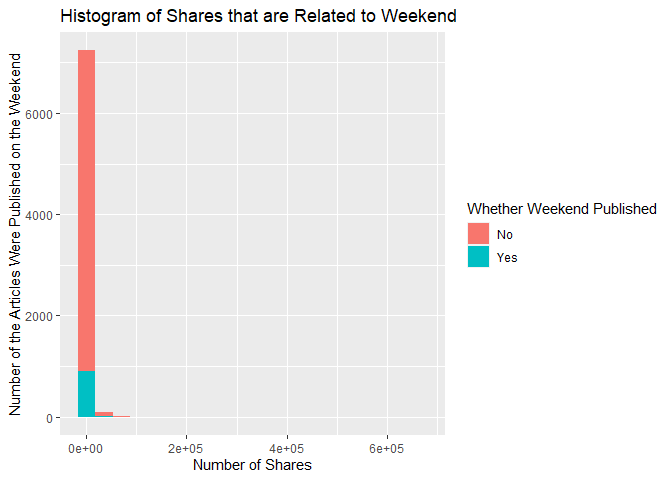 Histogram of Shares that are Related to Weekend
Number of the Articles Were Published on the Weekend
6000
4000
2000
0
0e+00
2e+05
4e+05
6e+05
Number of Shares
Whether Weekend Published
No
Yes